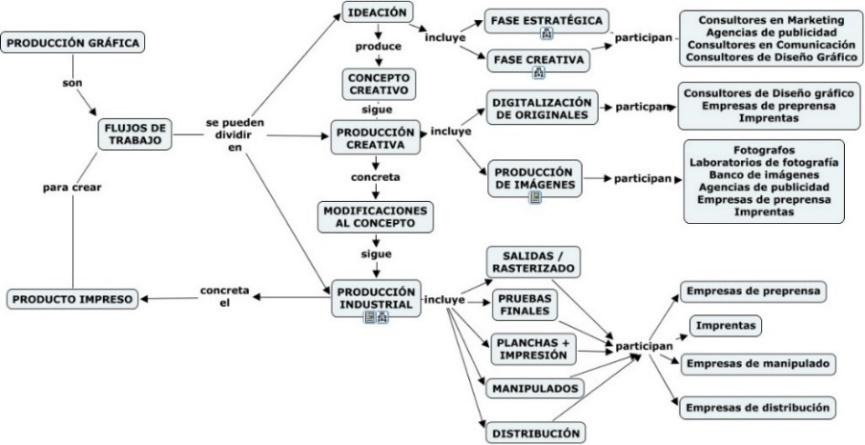 PRODUCCIÓN GRÁFICA
son
FLUJOS DE
TRABAJO
para crear
PRODUCTO IMPRESO
se pueden
dividir
en
IDEACIÓN
produce
CONCEPTO
CREATIVO
sigue
PRODUCCIÓN
CREATIVA
concreta
MODIFICACIONES
AL CONCEPTO
sigue
PRODUCCIÓN
INDUSTRIAL
concreta
el
incluye
FASE ESTRATÉGICA
FASE CREATIVA
participan
Consultores en Marketing
Agencias de publicidad
Consultores en Comunicación
Consultores de Diseño Gráfico
incluye
DIGITALIZACIÓN
DE ORIGINALES
participan
Consultores de Diseño gráfico
Empresas de preprensa
Imprentas
PRODUCCIÓN
DE IMÁGENES
participan
Fotografos
Laboratorios de fotografía
Banco de imágenes
Agencias de publicidad
Empresas de preprensa
Imprentas
incluye
SALIDAS /
RASTERIZADO
PRUEBAS
FINALES
PLANCHAS +
IMPRESIÓN
MANIPULADOS
DISTRIBUCIÓN
participan
Empresas de preprensa
Imprentas
Empresas de manipulado
Empresas de distribución